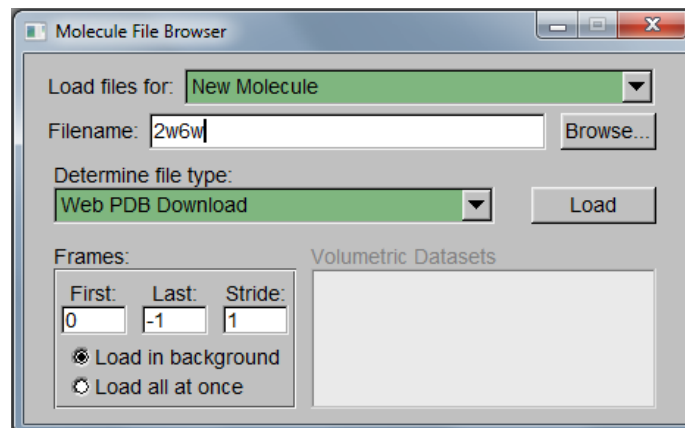 Molecule File Browser
Load files for: New Molecule
Filename: 2w6w Browse...
Determine file type:
Web PDB Download Load
Frames: Volumetric Datasets
First: Last: Stride:
0 -1 1
Load in background
Load all at once